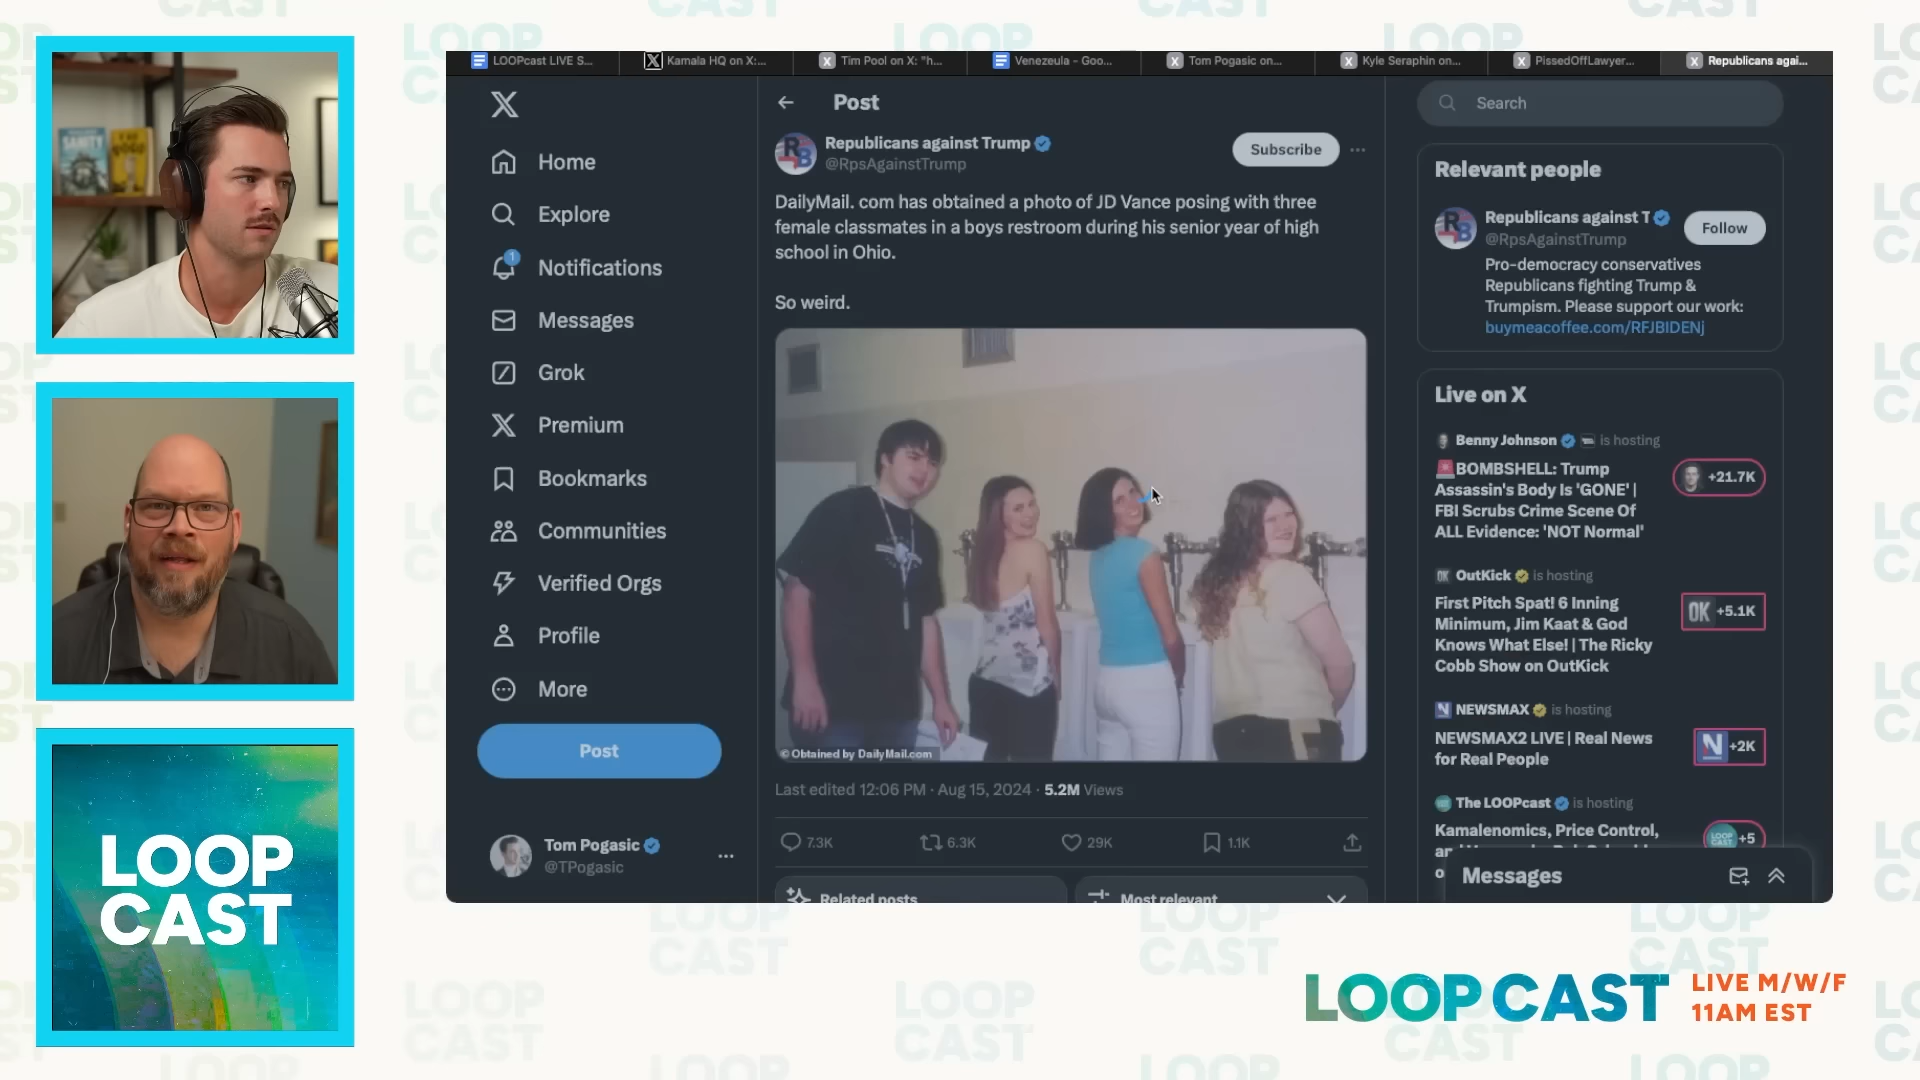 LOOPcast LIVE S...
Kamala HQ on X:...
Tim Pool on X: "h...
Venezeula - Goo...
Tom Pogasic on...
Kyle Seraphin on...
PissedOffLawyer...
Republicans agai...
Home
Explore
1
Notifications
Messages
Grok
Premium
Bookmarks
Communities
Verified Orgs
Profile
More
Post
Tom Pogasic
@TPogasic
Post
Republicans against Trump
@RpsAgainstTrump
Subscribe
DailyMail. com has obtained a photo of JD Vance posing with three
female classmates in a boys restroom during his senior year of high
school in Ohio.
So weird.
© Obtained by DailyMail.com
Last edited 12:06 PM · Aug 15, 2024 · 5.2M Views
7.3K
6.3K
29K
1.1K
Related posts
Most relevant
Search
Relevant people
Republicans against T
@RpsAgainstTrump
Follow
Pro-democracy conservatives
Republicans fighting Trump &
Trumpism. Please support our work:
buymeacoffee.com/RFJBIDENj
Live on X
Benny Johnson is hosting
BOMBSHELL: Trump
Assassin's Body Is 'GONE' |
FBI Scrubs Crime Scene Of
ALL Evidence: 'NOT Normal'
+21.7K
OutKick is hosting
First Pitch Spat! 6 Inning
Minimum, Jim Kaat & God
Knows What Else! | The Ricky
Cobb Show on OutKick
OK +5.1K
NEWSMAX is hosting
NEWSMAX2 LIVE | Real News
for Real People
N +2K
The LOOPcast is hosting
Kamalenomics, Price Control,
+5
Messages
LOOP
CAST
LOOPCAST
LIVE M/W/F
11AM EST